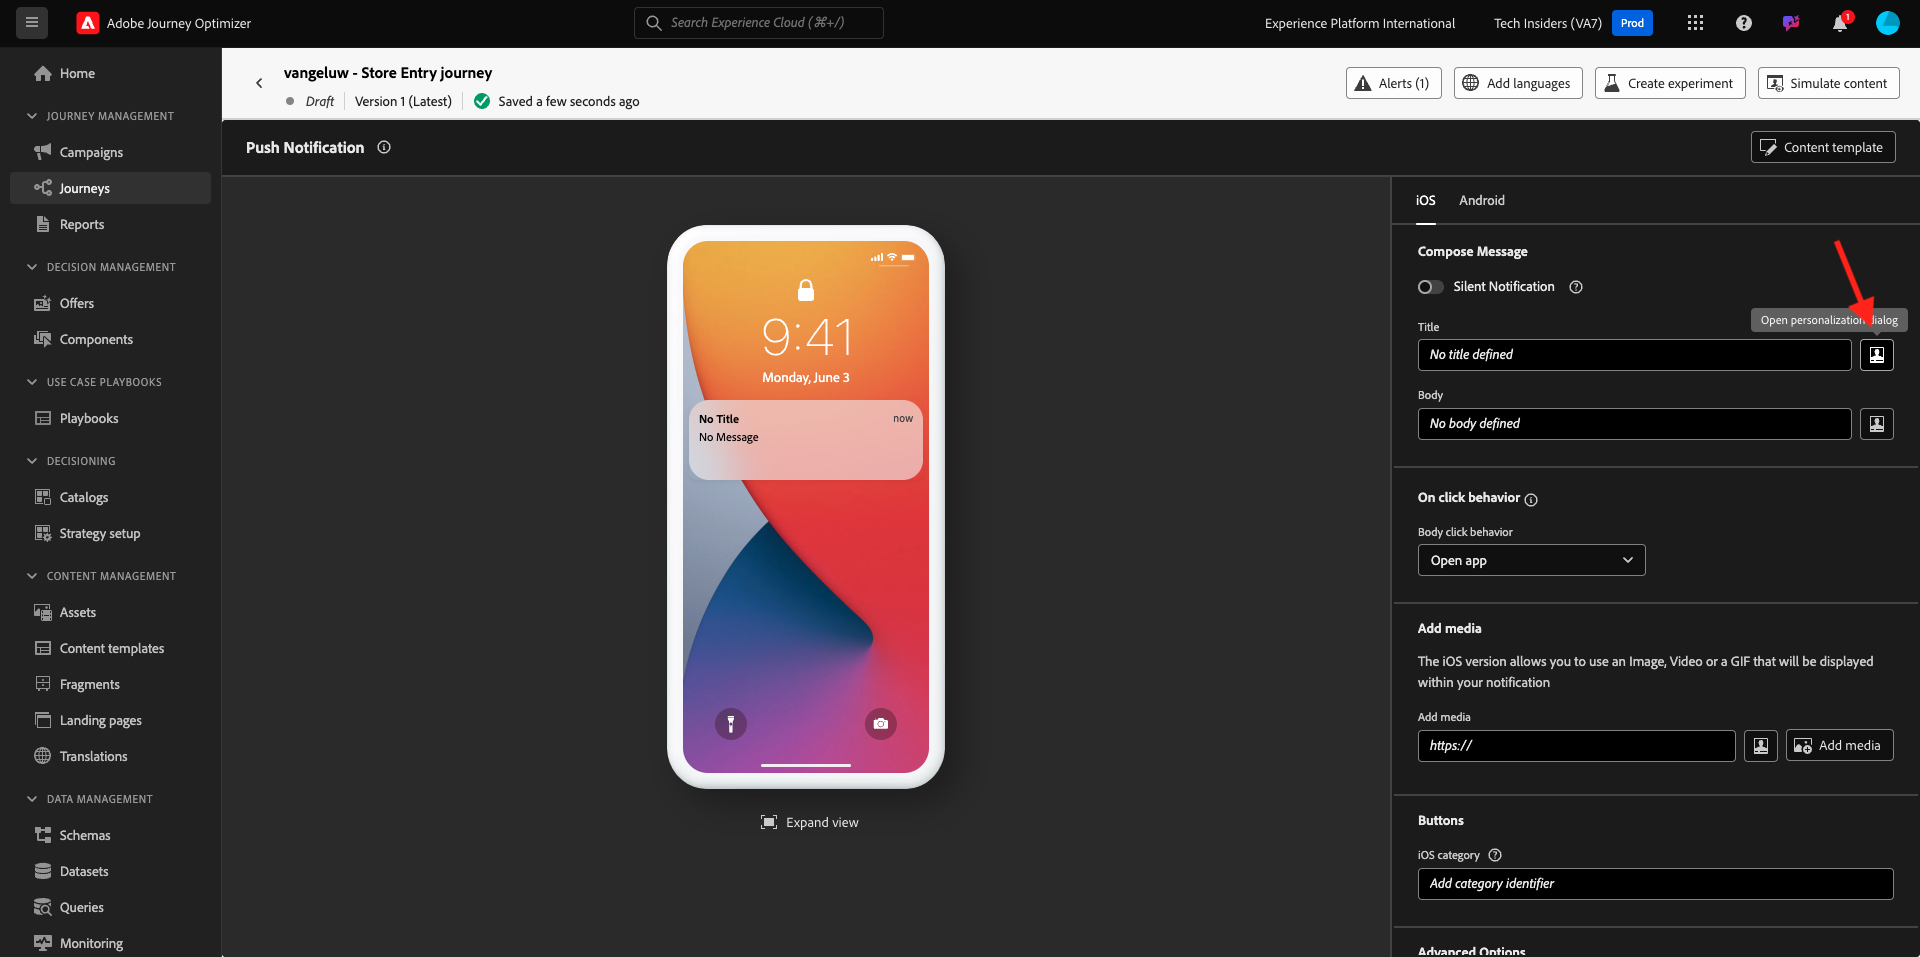 Adobe Journey Optimizer
Search Experience Cloud (⌘+/)
Experience Platform International
Tech Insiders (VA7)
Prod
1
Home
JOURNEY MANAGEMENT
Campaigns
Journeys
Reports
DECISION MANAGEMENT
Offers
Components
USE CASE PLAYBOOKS
Playbooks
DECISIONING
Catalogs
Strategy setup
CONTENT MANAGEMENT
Assets
Content templates
Fragments
Landing pages
Translations
DATA MANAGEMENT
Schemas
Datasets
Queries
Monitoring
vangeluw - Store Entry journey
Draft
Version 1 (Latest)
Saved a few seconds ago
Alerts (1)
Add languages
Create experiment
Simulate content
Push Notification
Content template
9:41
Monday, June 3
No Title
now
No Message
Expand view
iOS
Android
Compose Message
Silent Notification
Open personalization dialog
Title
No title defined
Body
No body defined
On click behavior
Body click behavior
Open app
Add media
The iOS version allows you to use an Image, Video or a GIF that will be displayed
within your notification
Add media
https://
Add media
Buttons
iOS category
Add category identifier
Advanced Options